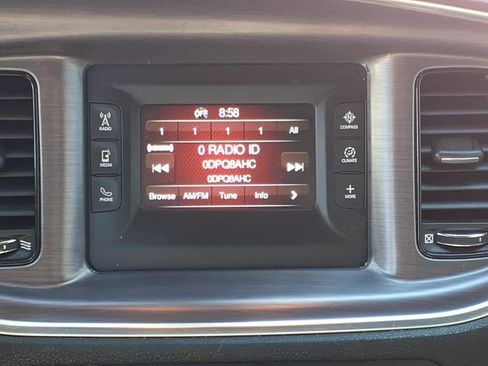 OFF 8:58
1 1 1 1 All
0 RADIO ID
0DPQ8AHC
0DPQ8AHC
Browse AM/FM Tune Info
RADIO
MEDIA
PHONE
COMPASS
CLIMATE
MORE